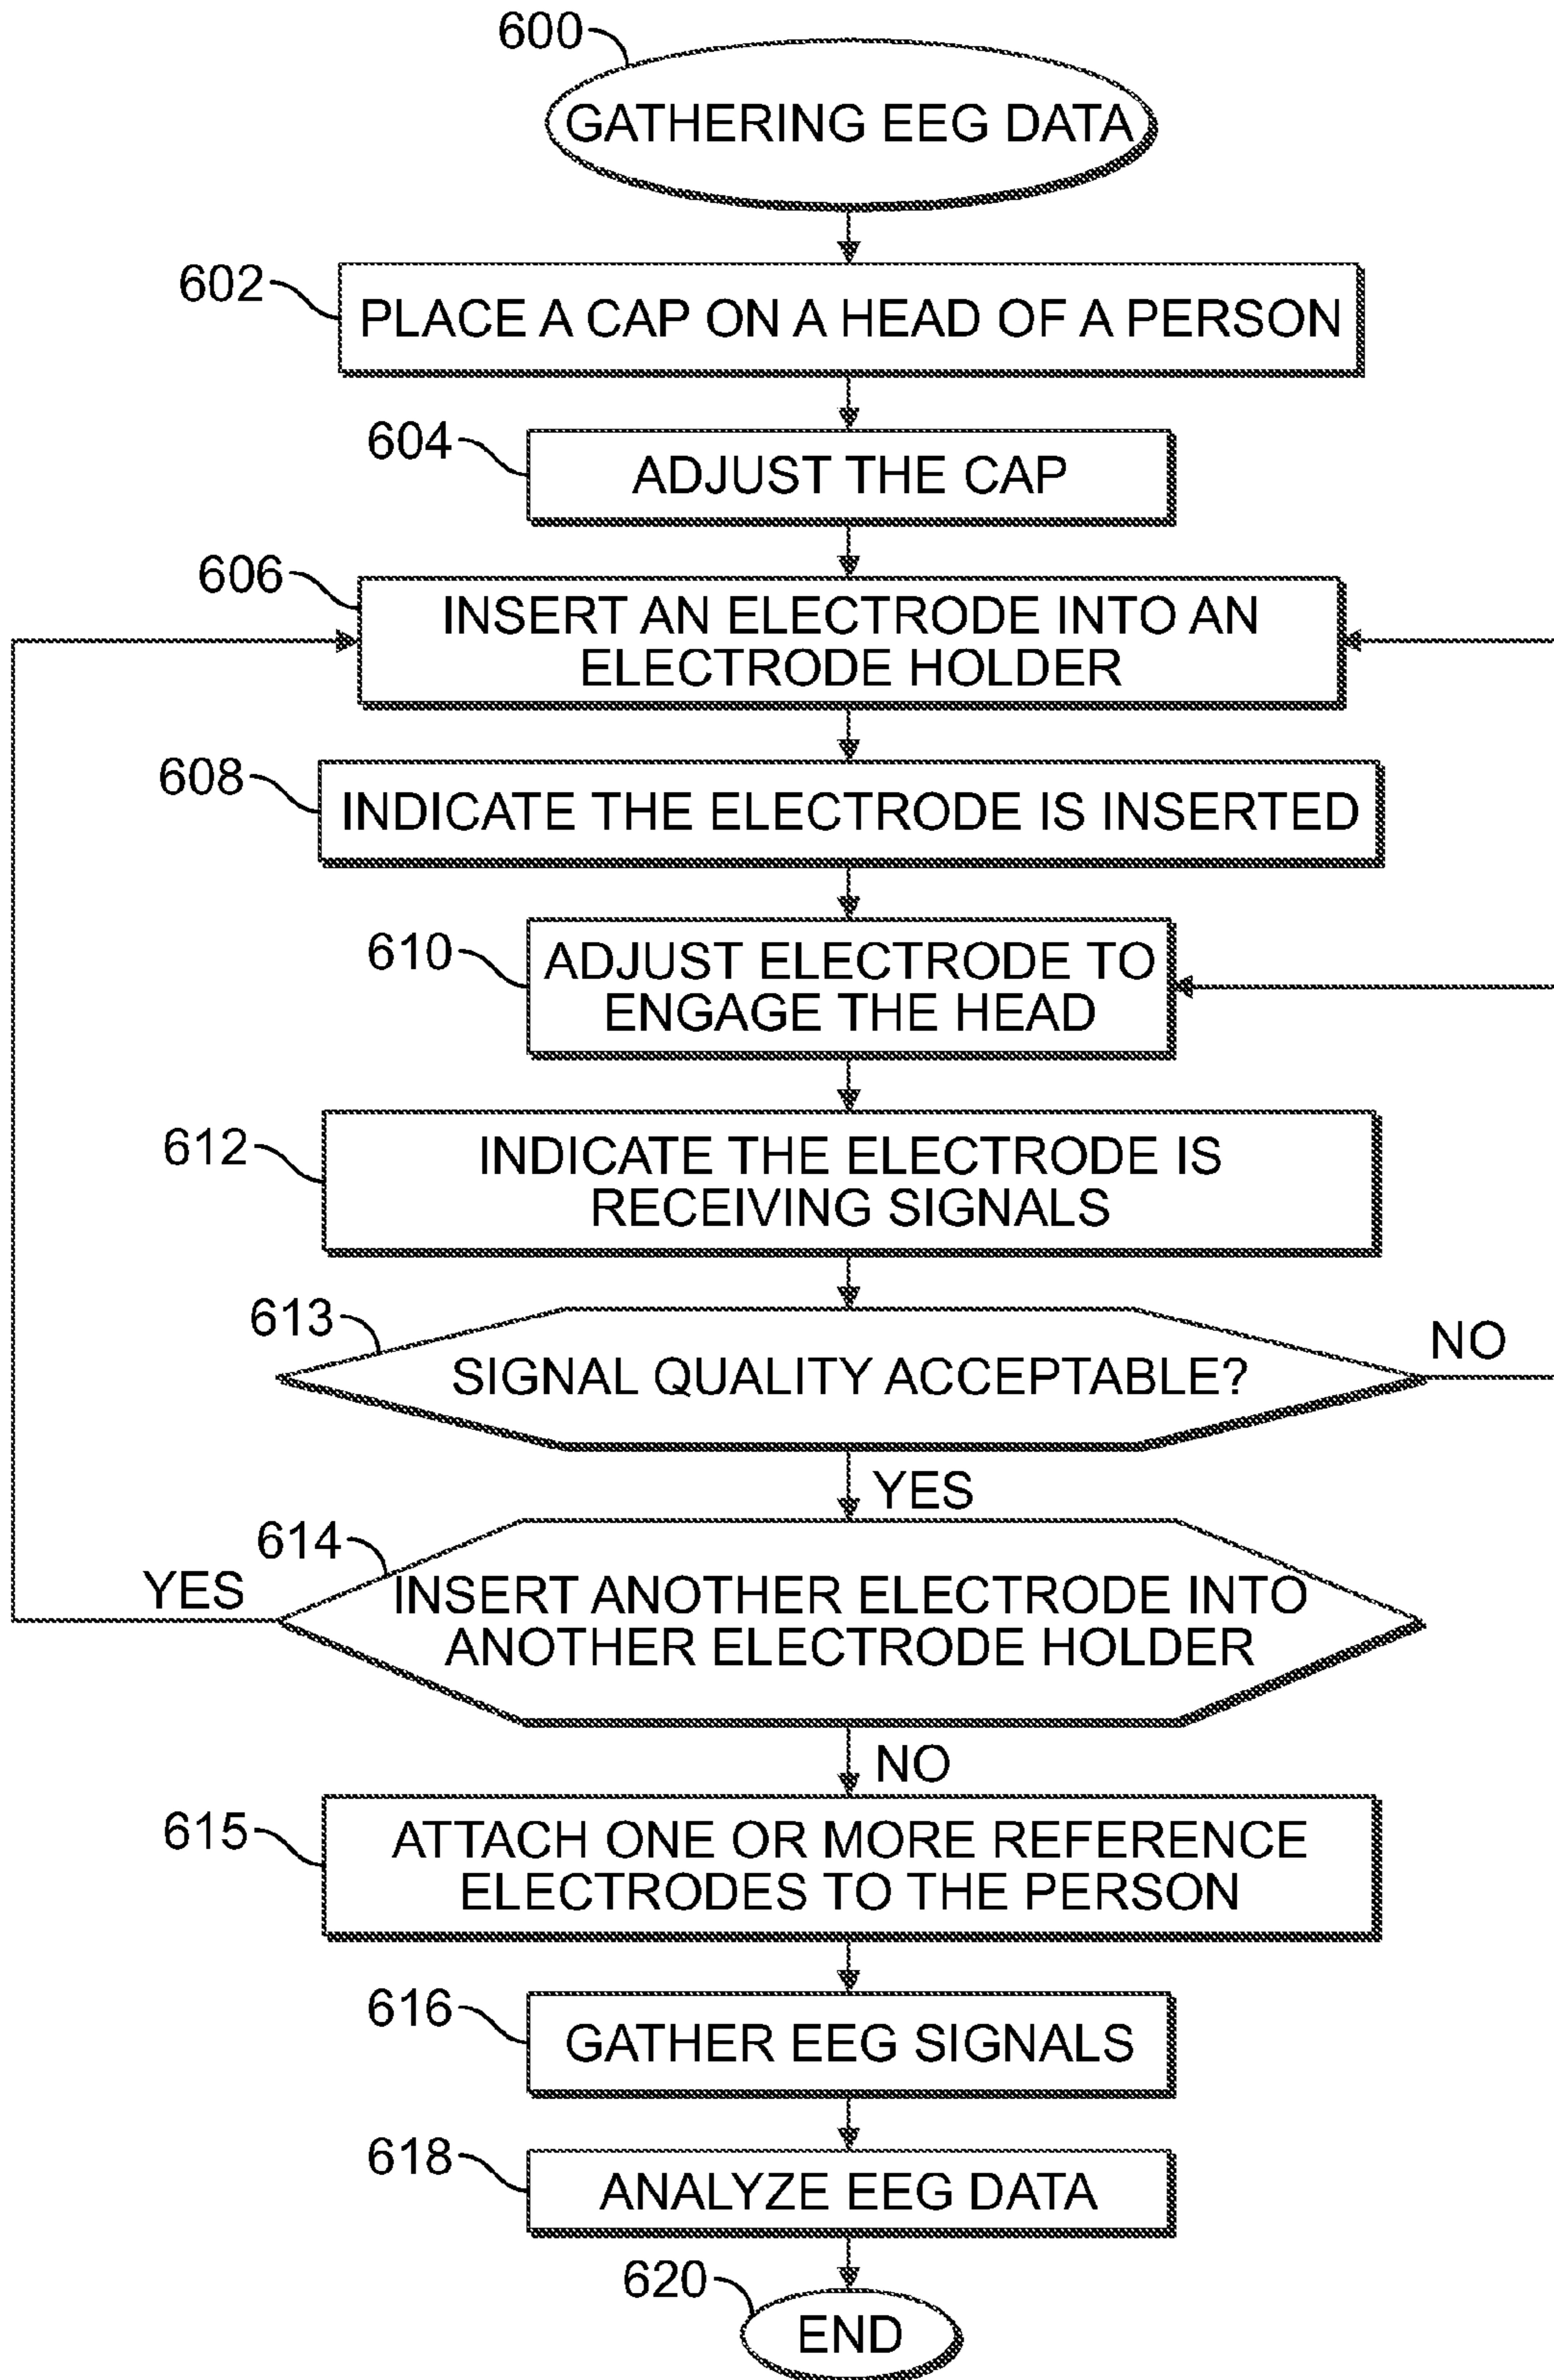 600
GATHERING EEG DATA
602
PLACE A CAP ON A HEAD OF A PERSON
604
ADJUST THE CAP
606
INSERT AN ELECTRODE INTO AN
ELECTRODE HOLDER
608
INDICATE THE ELECTRODE IS INSERTED
610
ADJUST ELECTRODE TO
ENGAGE THE HEAD
612
INDICATE THE ELECTRODE IS
RECEIVING SIGNALS
613
SIGNAL QUALITY ACCEPTABLE?
NO
YES
614
INSERT ANOTHER ELECTRODE INTO
ANOTHER ELECTRODE HOLDER
YES
NO
615
ATTACH ONE OR MORE REFERENCE
ELECTRODES TO THE PERSON
616
GATHER EEG SIGNALS
618
ANALYZE EEG DATA
620
END